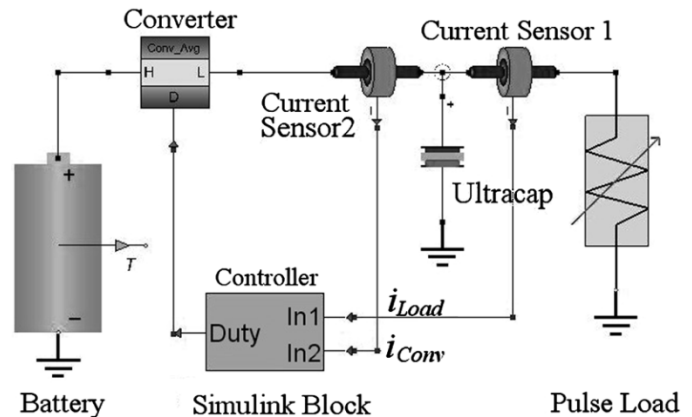 Converter
Conv_Avg
H L
D
Current Sensor 1
Current
Sensor2
I
I
+
Ultracap
+
T
−
Controller
Duty
In1
In2
iLoad
iConv
Battery
Simulink Block
Pulse Load